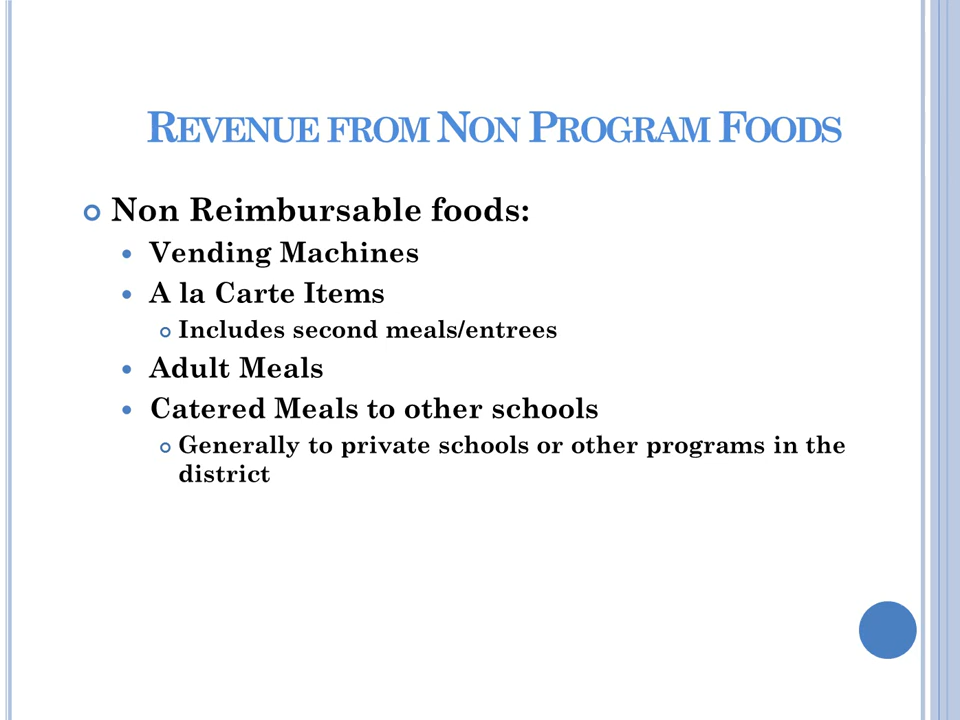 REVENUE FROM NON PROGRAM FOODS
Non Reimbursable foods:
Vending Machines
A la Carte Items
Includes second meals/entrees
Adult Meals
Catered Meals to other schools
Generally to private schools or other programs in the
district